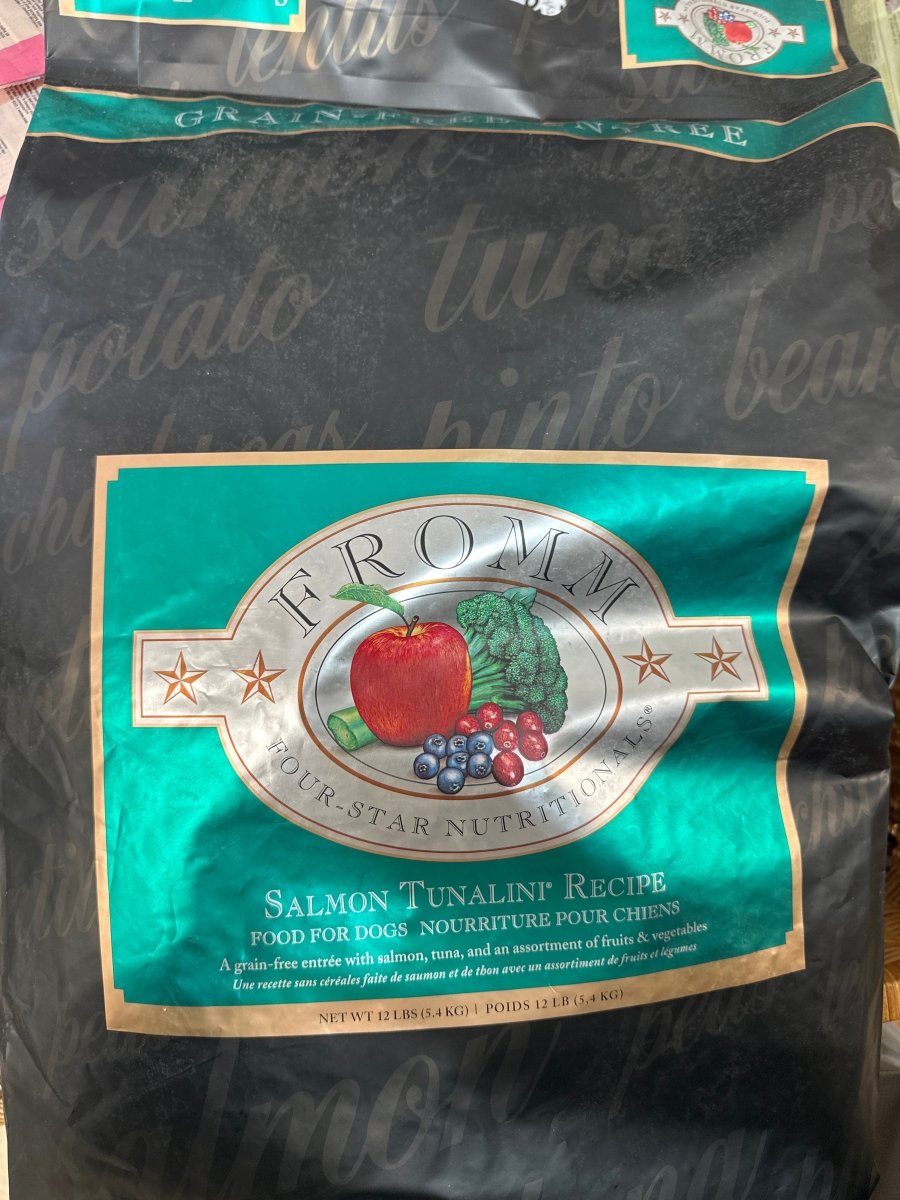 lentils
FROMM
GRAIN-FREE ENTRÉE
salmon
tuna
potato
pinto bean
FROMM
FOUR-STAR NUTRITIONALS®
SALMON TUNALINI® RECIPE
FOOD FOR DOGS NOURRITURE POUR CHIENS
A grain-free entrée with salmon, tuna, and an assortment of fruits & vegetables
Une recette sans céréales faite de saumon et de thon avec un assortiment de fruits et légumes
NET WT 12 LBS (5,4 KG) | POIDS 12 LB (5,4 KG)
salmon